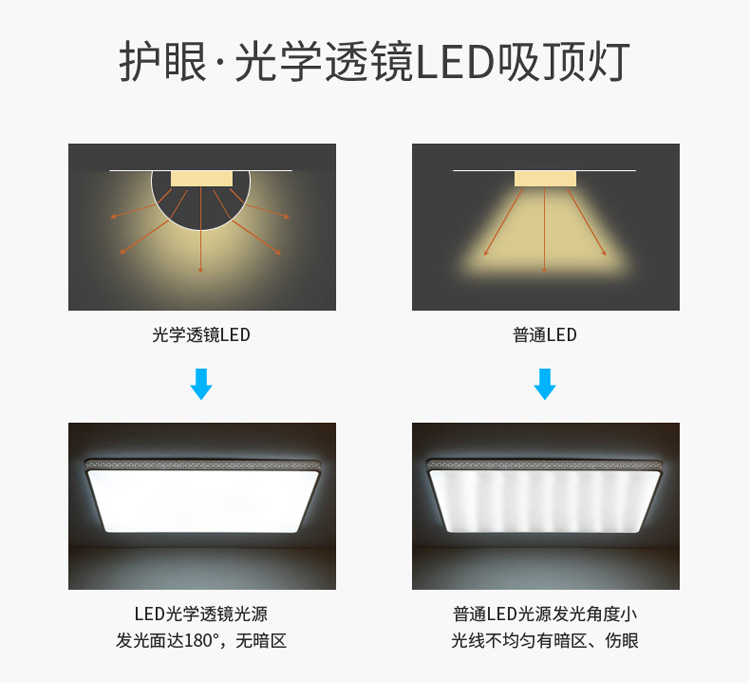 护眼·光学透镜LED吸顶灯
光学透镜LED
普通LED
LED光学透镜光源
发光面达180°，无暗区
普通LED光源发光角度小
光线不均匀有暗区、伤眼